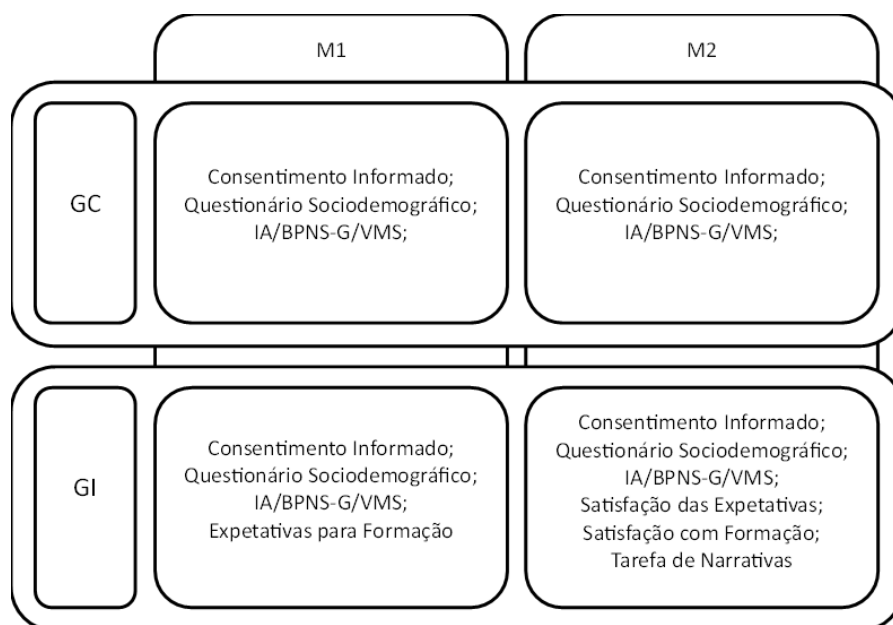 M1
M2
GC
Consentimento Informado;
Questionário Sociodemográfico;
IA/BPNS-G/VMS;
Consentimento Informado;
Questionário Sociodemográfico;
IA/BPNS-G/VMS;
GI
Consentimento Informado;
Questionário Sociodemográfico;
IA/BPNS-G/VMS;
Expetativas para Formação
Consentimento Informado;
Questionário Sociodemográfico;
IA/BPNS-G/VMS;
Satisfação das Expetativas;
Satisfação com Formação;
Tarefa de Narrativas